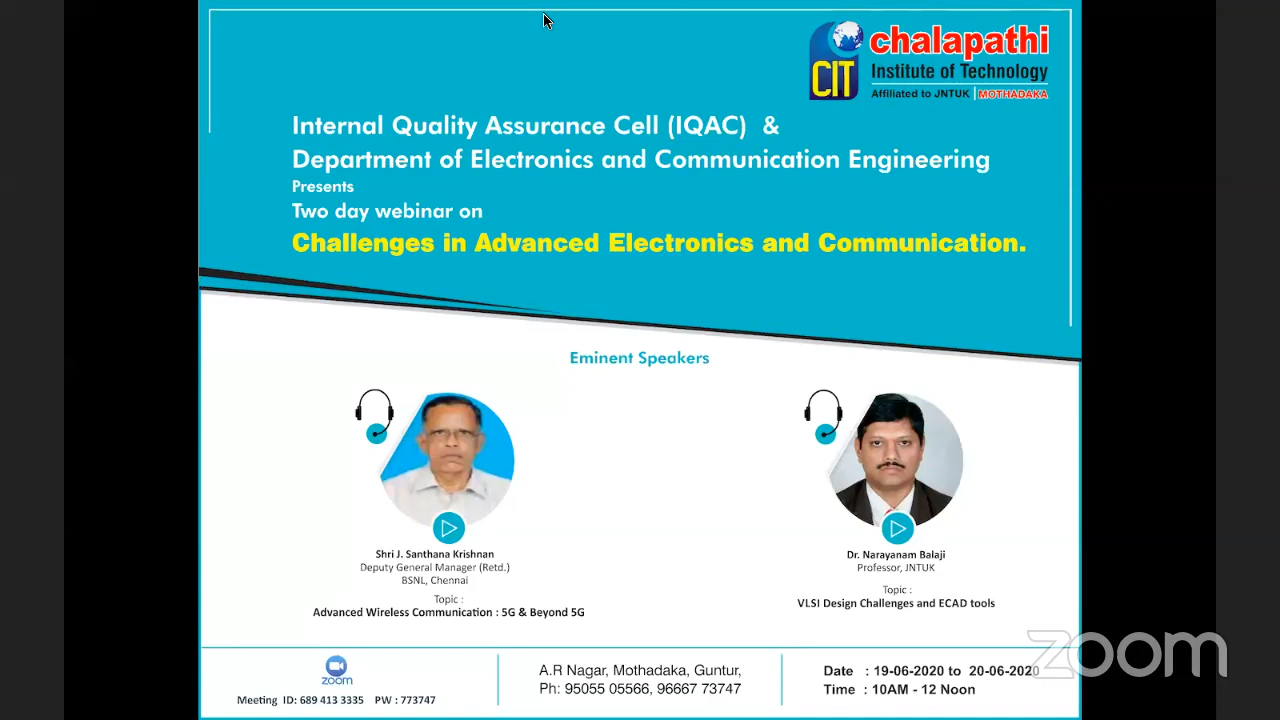 chalapathi
CIT
Institute of Technology
Affiliated to JNTUK | MOTHADAKA
Internal Quality Assurance Cell (IQAC) &
Department of Electronics and Communication Engineering
Presents
Two day webinar on
Challenges in Advanced Electronics and Communication.
Eminent Speakers
Shri J. Santhana Krishnan
Deputy General Manager (Retd.)
BSNL, Chennai
Topic :
Advanced Wireless Communication : 5G & Beyond 5G
Dr. Narayanam Balaji
Professor, JNTUK
Topic :
VLSI Design Challenges and ECAD tools
zoom
Meeting ID: 689 413 3335 PW : 773747
A.R Nagar, Mothadaka, Guntur,
Ph: 95055 05566, 96667 73747
Date : 19-06-2020 to 20-06-2020
Time : 10AM - 12 Noon
zoom